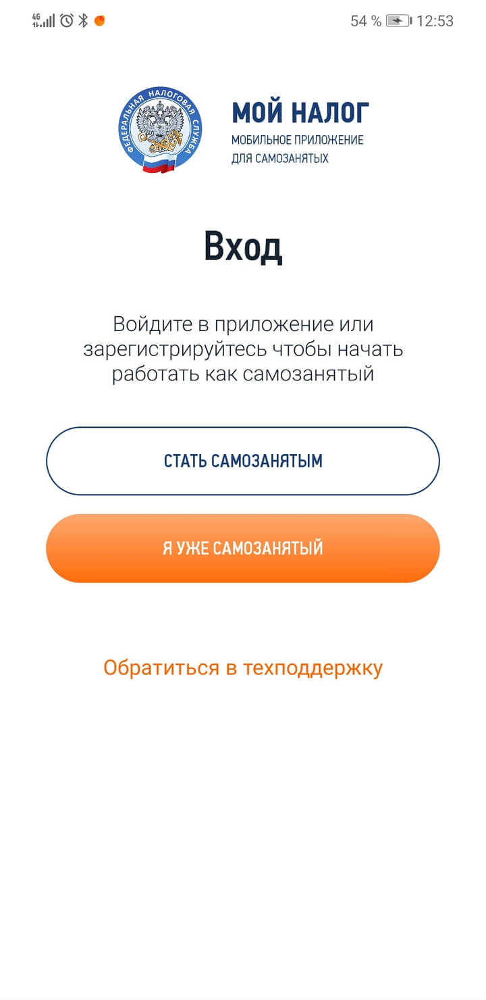 4G
54 %
12:53
ФЕДЕРАЛЬНАЯ НАЛОГОВАЯ СЛУЖБА
МОЙ НАЛОГ
МОБИЛЬНОЕ ПРИЛОЖЕНИЕ
ДЛЯ САМОЗАНЯТЫХ
Вход
Войдите в приложение или
зарегистрируйтесь чтобы начать
работать как самозанятый
СТАТЬ САМОЗАНЯТЫМ
Я УЖЕ САМОЗАНЯТЫЙ
Обратиться в техподдержку